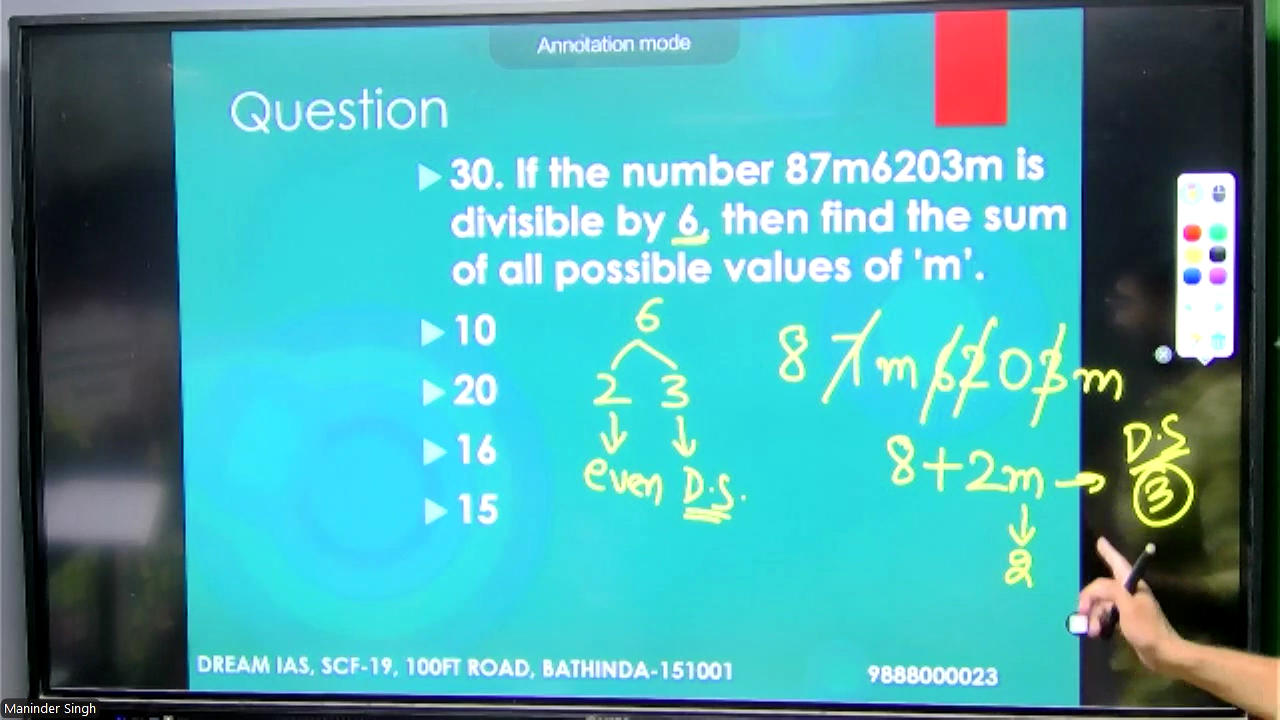 Annotation mode
Question
30. If the number 87m6203m is
divisible by 6, then find the sum
of all possible values of 'm'.
10
20
16
15
6
2 3
even D.S.
8 7 m 6 2 0 3 m
8+2m → D.S
3
2
DREAM IAS, SCF-19, 100FT ROAD, BATHINDA-151001
9888000023
Maninder Singh